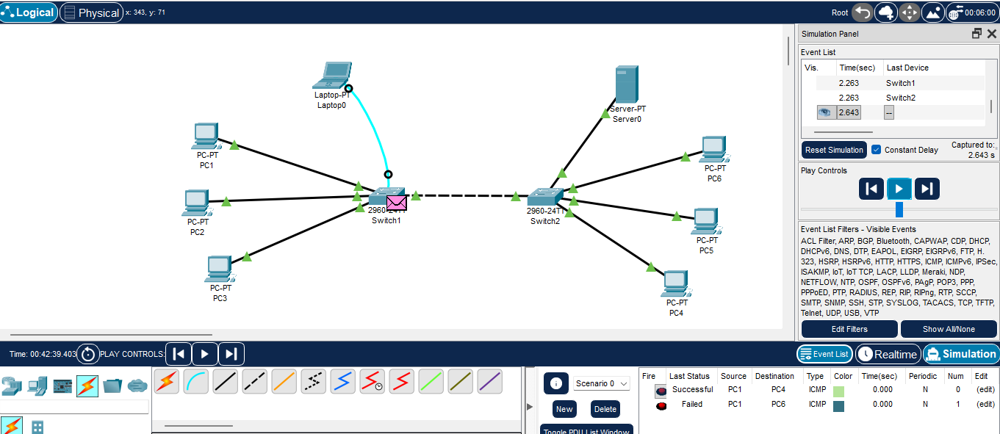 Logical Physical x: 343, y: 71 Root 00:06:00
Simulation Panel
Event List
Vis. Time(sec) Last Device
2.263 Switch1
2.263 Switch2
2.643 --
Reset Simulation Constant Delay Captured to:
2.643 s
Play Controls
Event List Filters - Visible Events
ACL Filter, ARP, BGP, Bluetooth, CAPWAP, CDP, DHCP,
DHCPv6, DNS, DTP, EAPOL, EIGRP, EIGRPv6, FTP, H.
323, HSRP, HSRPv6, HTTP, HTTPS, ICMP, ICMPv6, IPSec,
ISAKMP, IoT, IoT TCP, LACP, LLDP, Meraki, NDP,
NETFLOW, NTP, OSPF, OSPFv6, PAgP, POP3, PPP,
PPPoED, PTP, RADIUS, REP, RIP, RIPng, RTP, SCCP,
SMTP, SNMP, SSH, STP, SYSLOG, TACACS, TCP, TFTP,
Telnet, UDP, USB, VTP
Edit Filters Show All/None
Laptop-PT
Laptop0
Server-PT
Server0
PC-PT
PC1
PC-PT
PC6
PC-PT
PC2
2960-24TT
Switch1
2960-24TT
Switch2
PC-PT
PC5
PC-PT
PC3
PC-PT
PC4
Time: 00:42:39.403 PLAY CONTROLS: Event List Realtime Simulation
Scenario 0
New Delete
Toggle PDU List Window
Fire Last Status Source Destination Type Color Time(sec) Periodic Num Edit
Successful PC1 PC4 ICMP 0.000 N 0 (edit)
Failed PC1 PC6 ICMP 0.000 N 1 (edit)